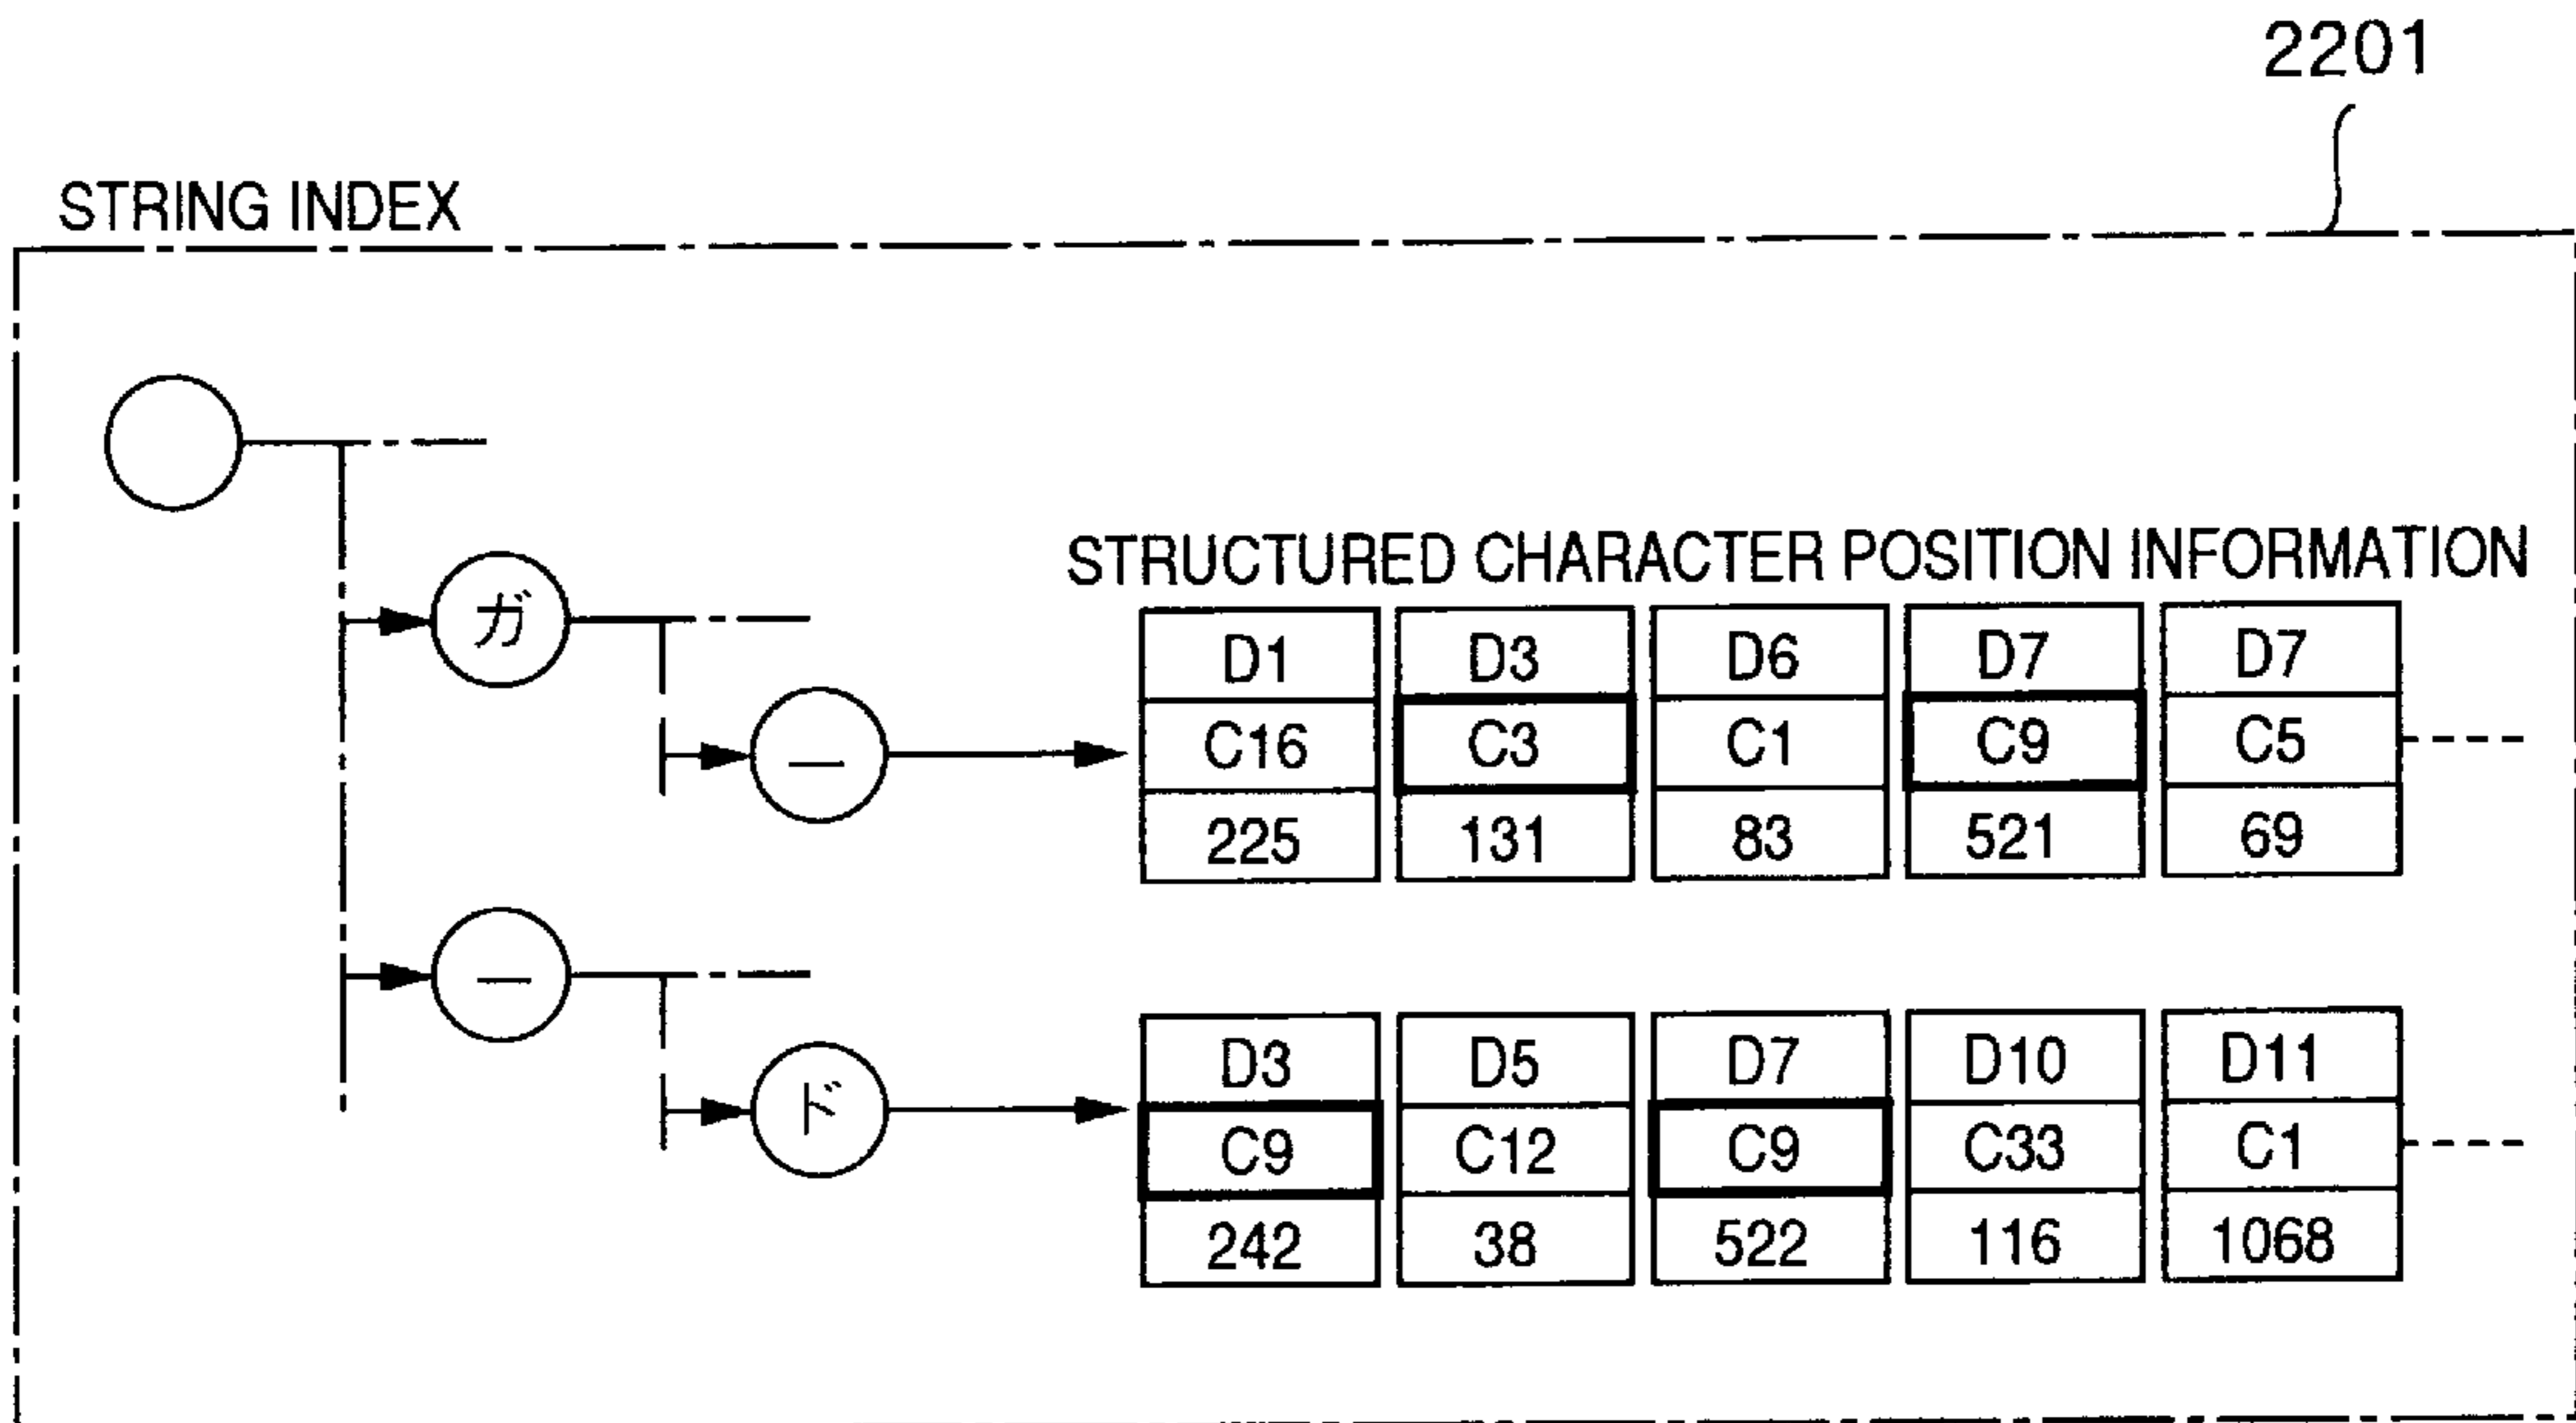 2201
STRING INDEX
ガ
ー
STRUCTURED CHARACTER POSITION INFORMATION
D1 D3 D6 D7 D7
C16 C3 C1 C9 C5
225 131 83 521 69
ー
ド
D3 D5 D7 D10 D11
C9 C12 C9 C33 C1
242 38 522 116 1068